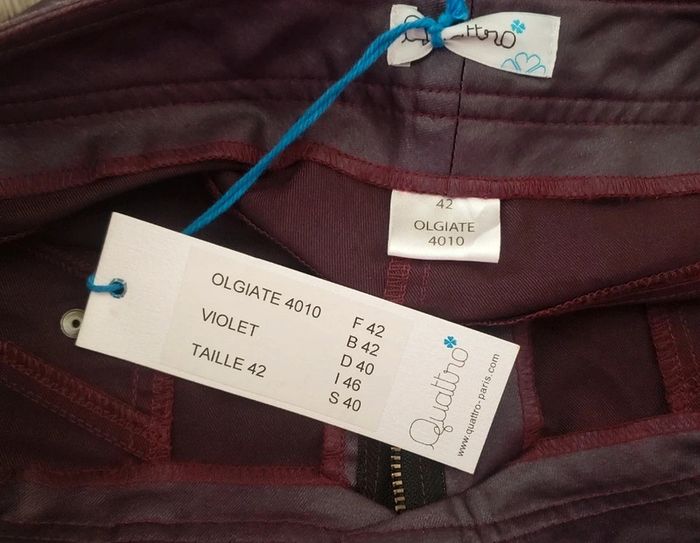 Quattro
42
OLGIATE
4010
OLGIATE 4010
VIOLET
TAILLE 42
F 42
B 42
D 40
I 46
S 40
Quattro
www.quattro-paris.com